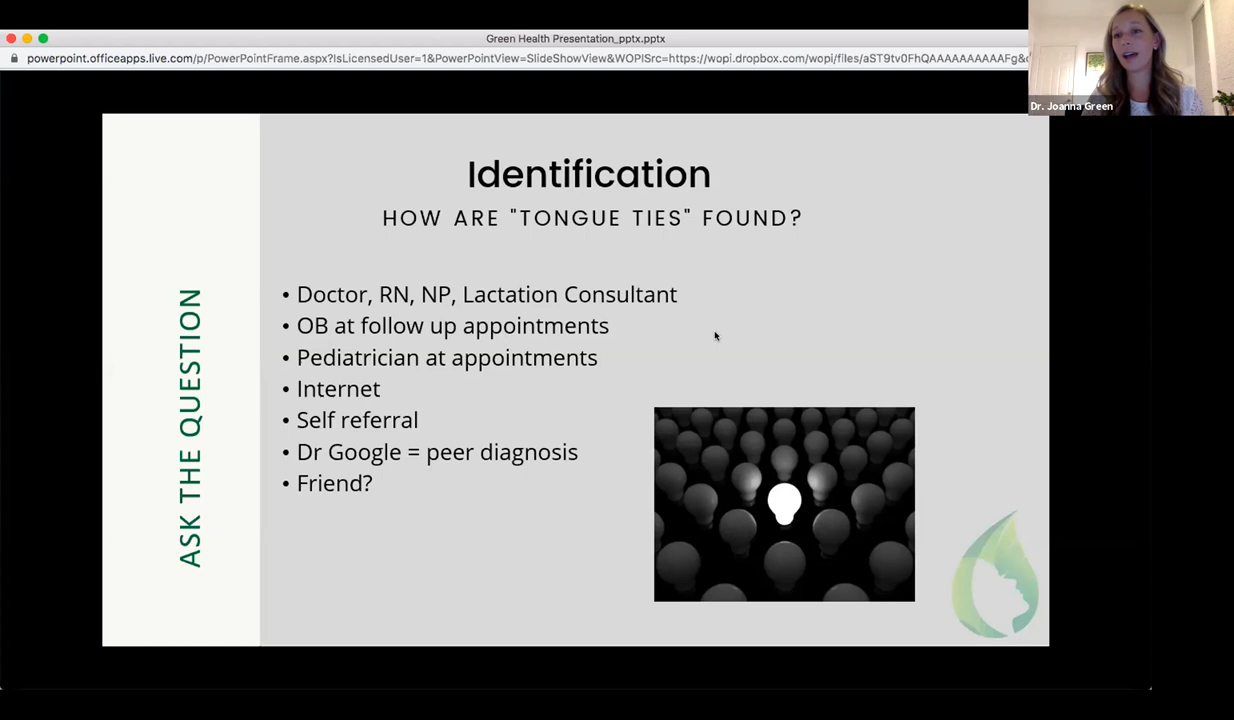 Green Health Presentation_pptx.pptx
powerpoint.officeapps.live.com/p/PowerPointFrame.aspx?IsLicensedUser=1&PowerPointView=SlideShowView&WOPISrc=https://wopi.dropbox.com/wopi/files/aST9tv0FhQAAAAAAAAAAFg&
Dr. Joanna Green
Identification
HOW ARE "TONGUE TIES" FOUND?
ASK THE QUESTION
• Doctor, RN, NP, Lactation Consultant
• OB at follow up appointments
• Pediatrician at appointments
• Internet
• Self referral
• Dr Google = peer diagnosis
• Friend?